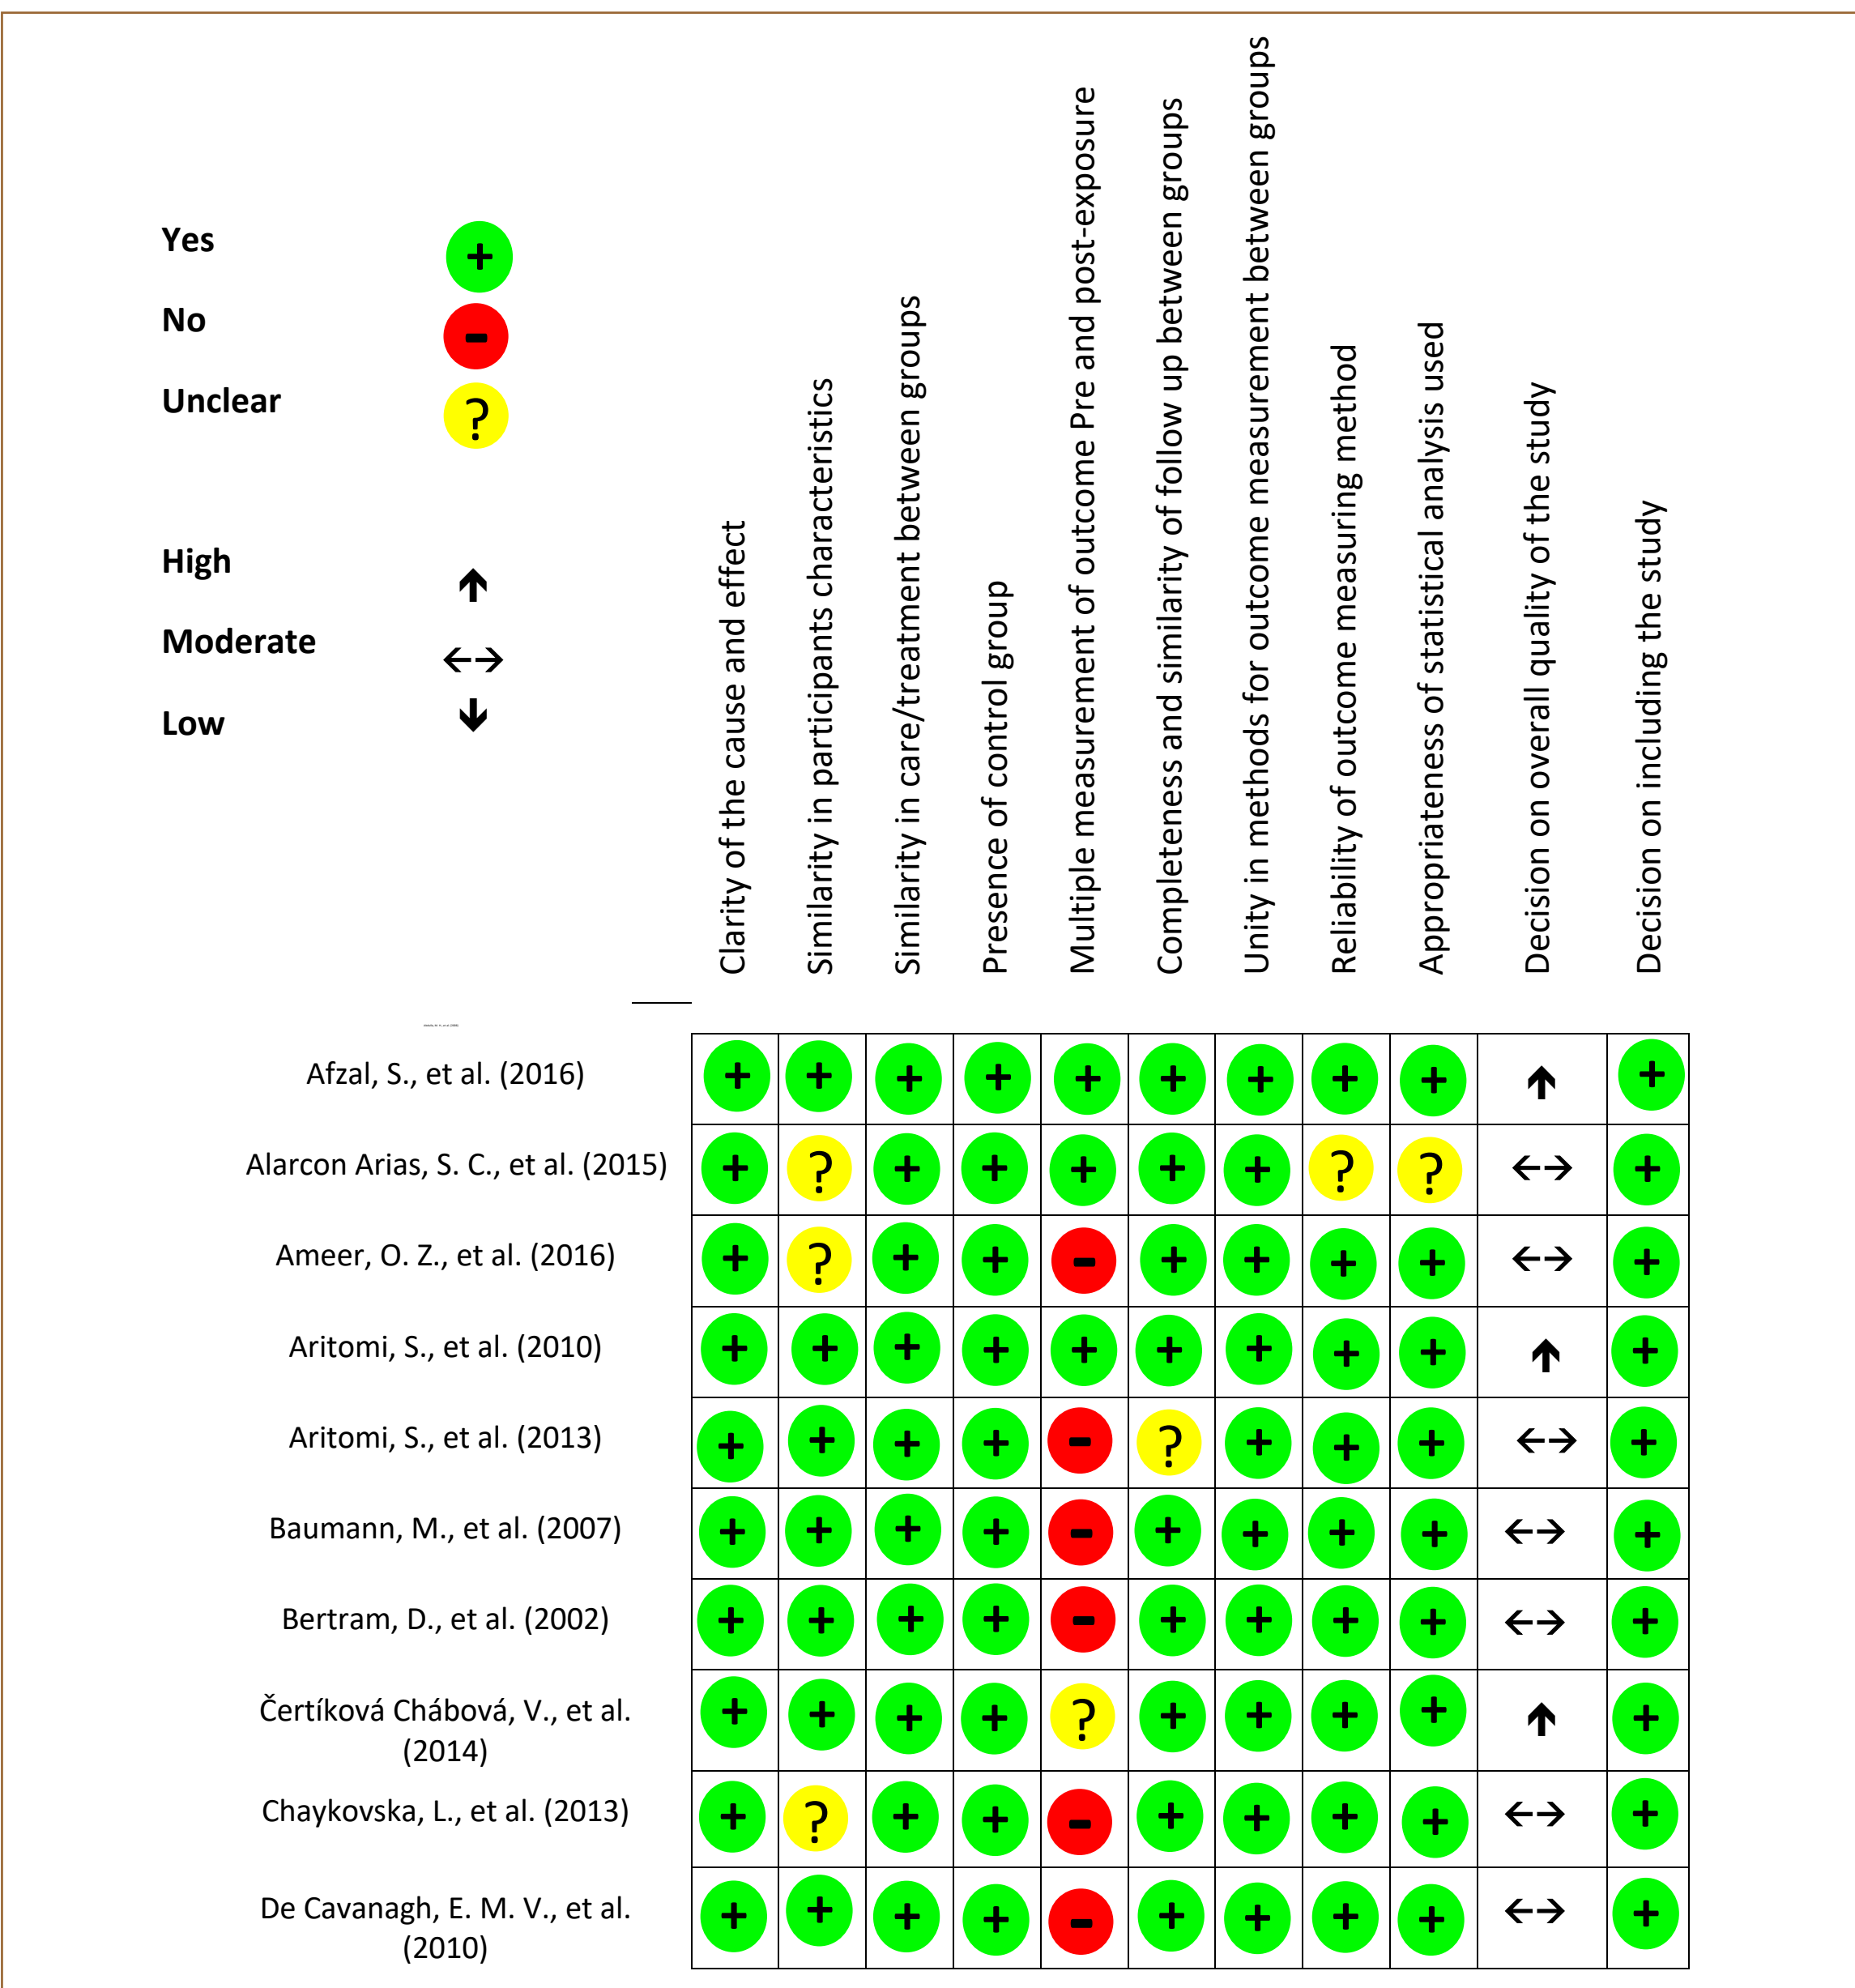 Yes +
No -
Unclear ?
High ↑
Moderate ←→
Low ↓
Clarity of the cause and effect
Similarity in participants characteristics
Similarity in care/treatment between groups
Presence of control group
Multiple measurement of outcome Pre and post-exposure
Completeness and similarity of follow up between groups
Unity in methods for outcome measurement between groups
Reliability of outcome measuring method
Appropriateness of statistical analysis used
Decision on overall quality of the study
Decision on including the study
Afzal, S., et al. (2016) + + + + + + + + + ↑ +
Alarcon Arias, S. C., et al. (2015) + ? + + + + + ? ? ←→ +
Ameer, O. Z., et al. (2016) + ? + + - + + + + ←→ +
Aritomi, S., et al. (2010) + + + + + + + + + ↑ +
Aritomi, S., et al. (2013) + + + + - ? + + + ←→ +
Baumann, M., et al. (2007) + + + + - + + + + ←→ +
Bertram, D., et al. (2002) + + + + - + + + + ←→ +
Čertíková Chábová, V., et al.
(2014) + + + + ? + + + + ↑ +
Chaykovska, L., et al. (2013) + ? + + - + + + + ←→ +
De Cavanagh, E. M. V., et al.
(2010) + + + + - + + + + ←→ +